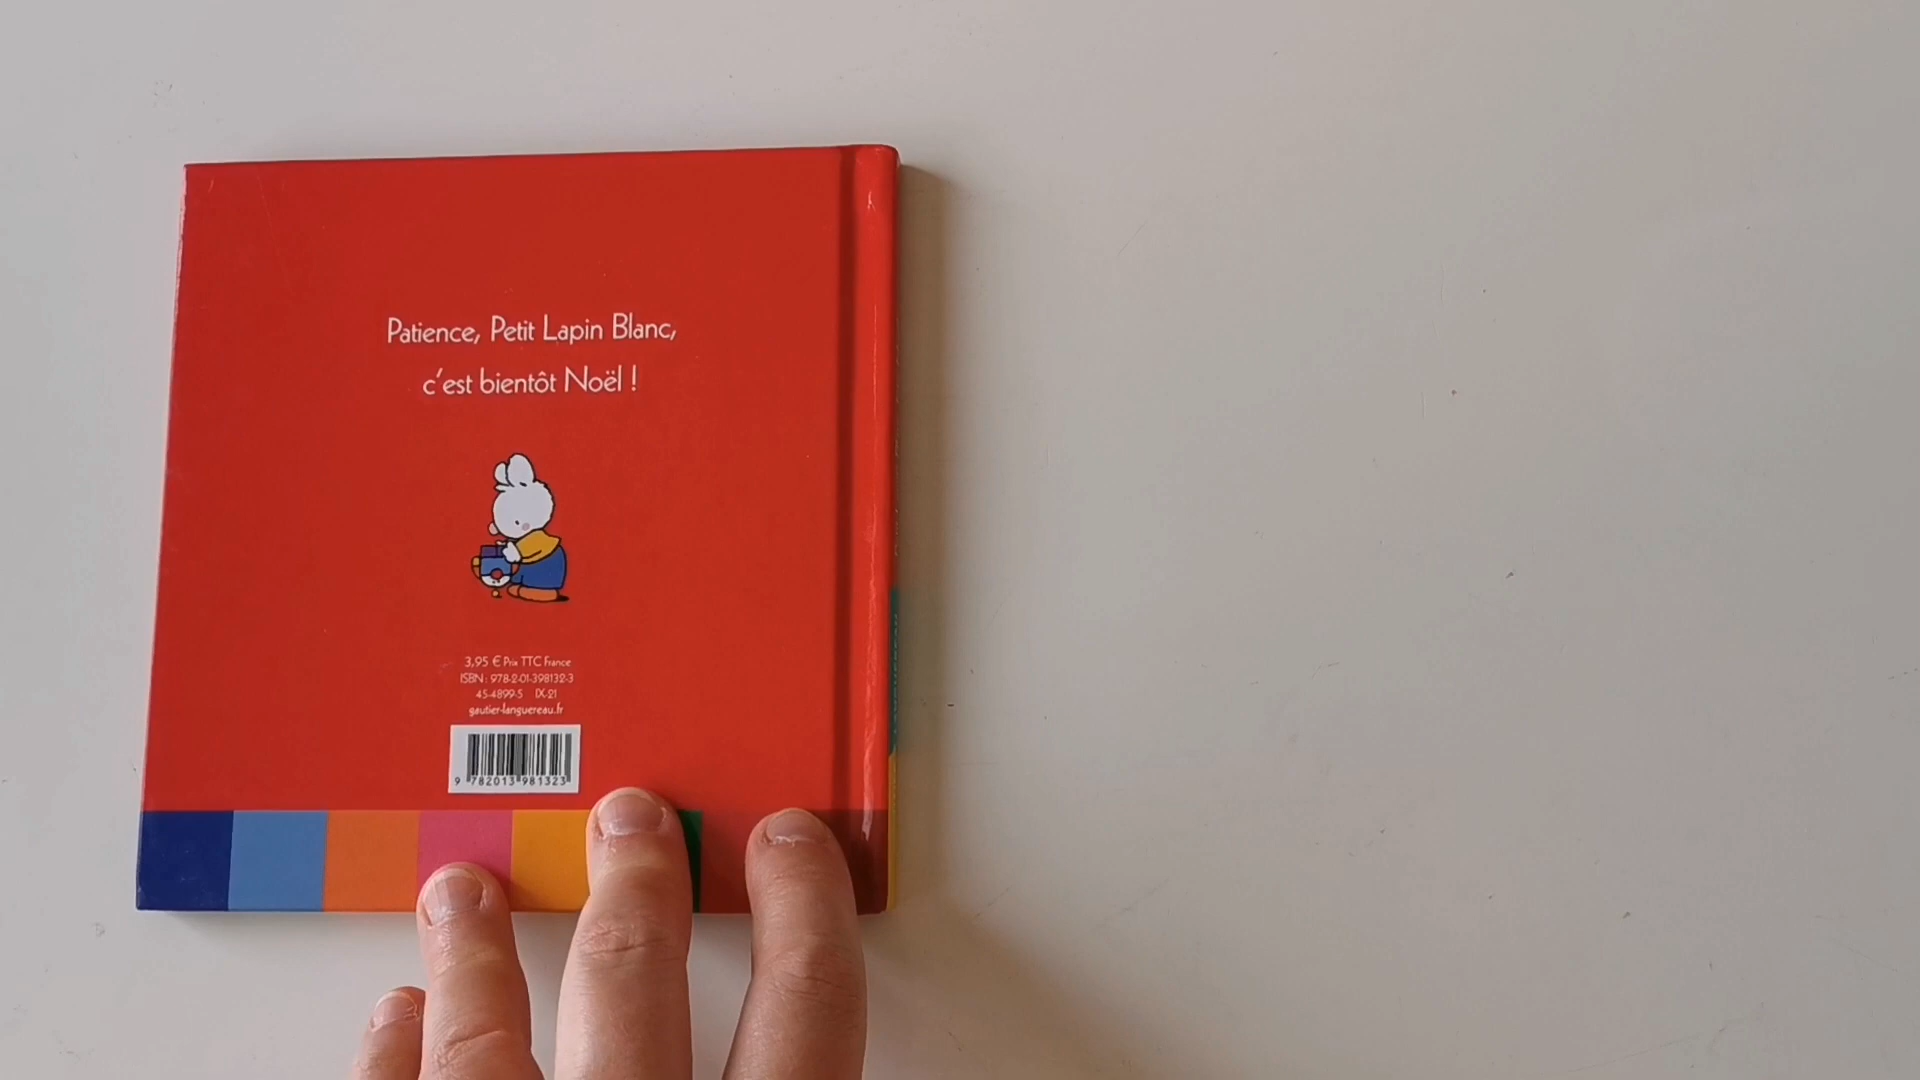 Patience, Petit Lapin Blanc,
c'est bientôt Noël !
3,95 € Prix TTC France
ISBN : 978-2-01-398132-3
45-4899-5 IX-21
gautier-languereau.fr
9 782013 981323